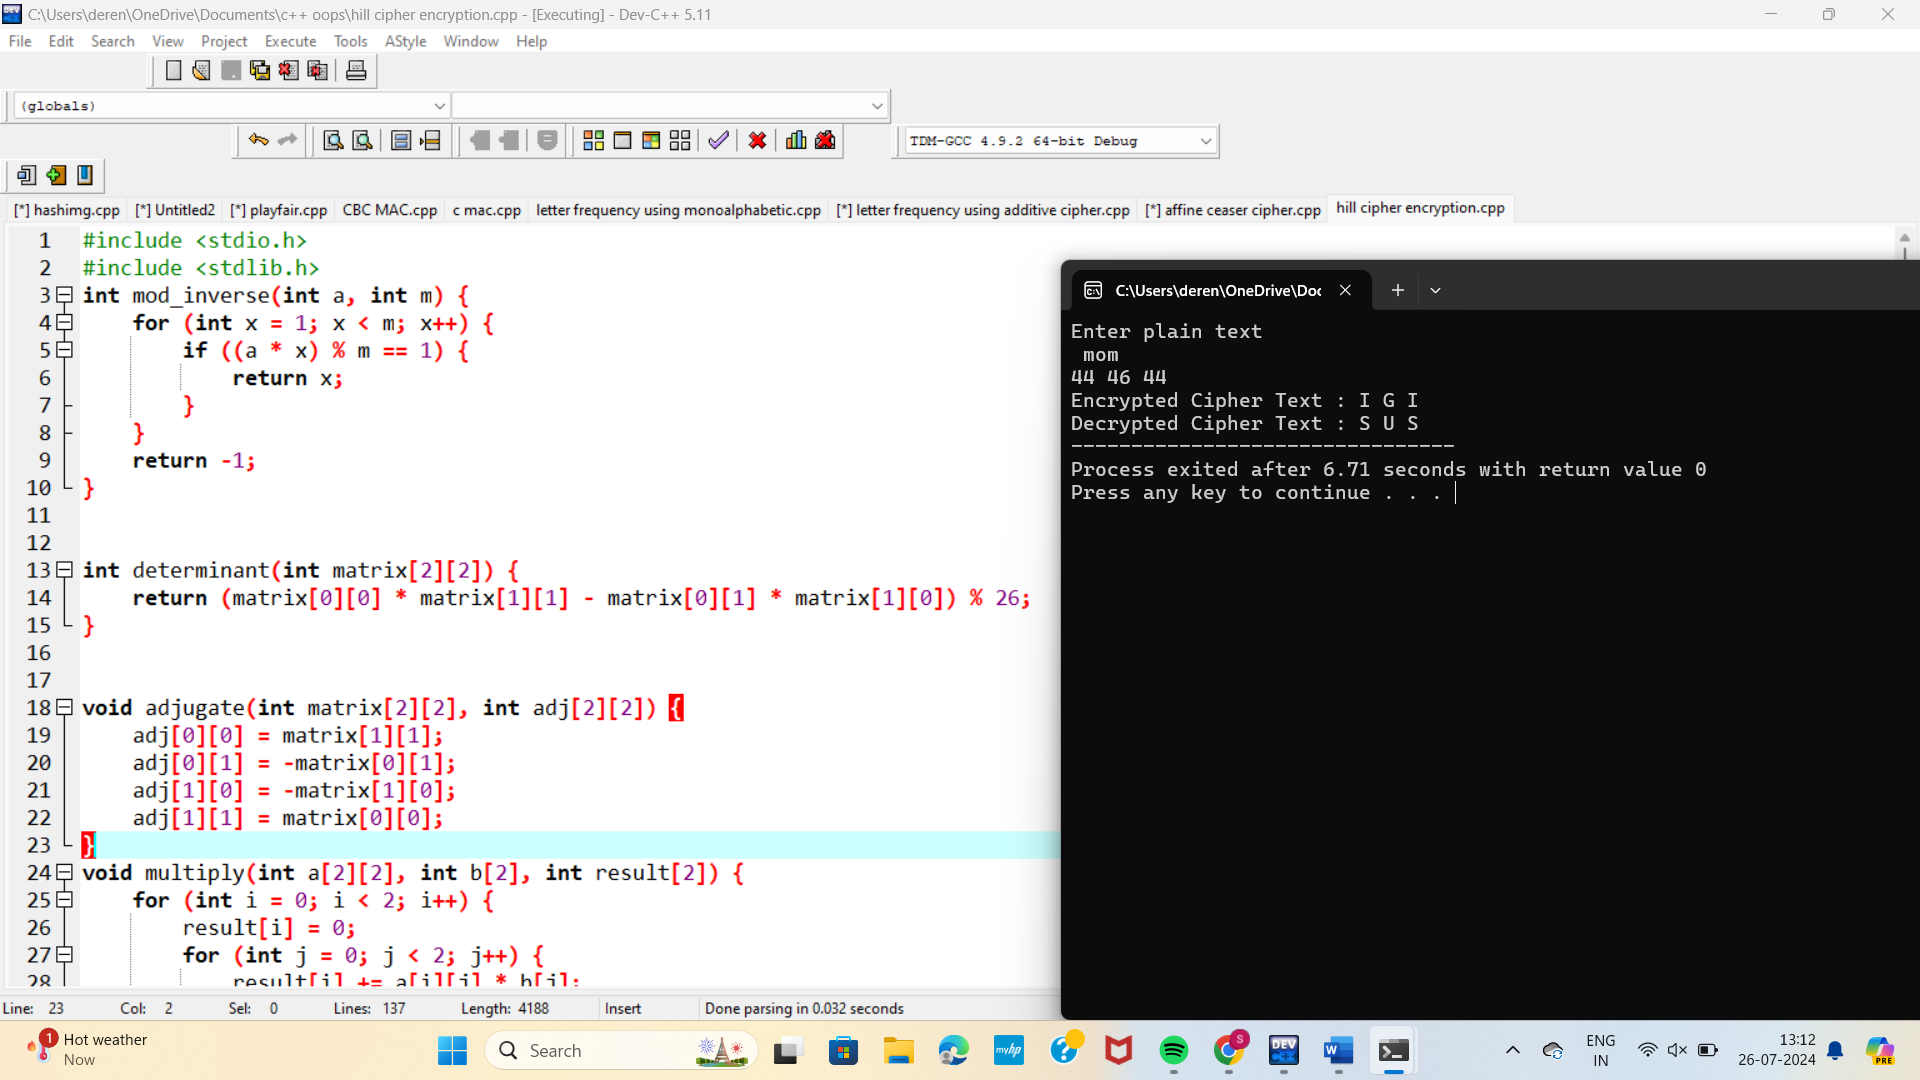 C:\Users\deren\OneDrive\Documents\c++ oops\hill cipher encryption.cpp - [Executing] - Dev-C++ 5.11
File Edit Search View Project Execute Tools AStyle Window Help
(globals)
TDM-GCC 4.9.2 64-bit Debug
[*] hashimg.cpp [*] Untitled2 [*] playfair.cpp CBC MAC.cpp c mac.cpp letter frequency using monoalphabetic.cpp [*] letter frequency using additive cipher.cpp [*] affine ceaser cipher.cpp hill cipher encryption.cpp
1 #include <stdio.h>
2 #include <stdlib.h>
3 int mod_inverse(int a, int m) {
4 for (int x = 1; x < m; x++) {
5 if ((a * x) % m == 1) {
6 return x;
7 }
8 }
9 return -1;
10 }
11
12
13 int determinant(int matrix[2][2]) {
14 return (matrix[0][0] * matrix[1][1] - matrix[0][1] * matrix[1][0]) % 26;
15 }
16
17
18 void adjugate(int matrix[2][2], int adj[2][2]) {
19 adj[0][0] = matrix[1][1];
20 adj[0][1] = -matrix[0][1];
21 adj[1][0] = -matrix[1][0];
22 adj[1][1] = matrix[0][0];
23 }
24 void multiply(int a[2][2], int b[2], int result[2]) {
25 for (int i = 0; i < 2; i++) {
26 result[i] = 0;
27 for (int j = 0; j < 2; j++) {
28 result[i] += a[i][j] * b[j];
C:\Users\deren\OneDrive\Doc
Enter plain text
mom
44 46 44
Encrypted Cipher Text : I G I
Decrypted Cipher Text : S U S
--------------------------------
Process exited after 6.71 seconds with return value 0
Press any key to continue . . .
Line: 23 Col: 2 Sel: 0 Lines: 137 Length: 4188 Insert Done parsing in 0.032 seconds
1
Hot weather
Now
Search
myhp
S
DEV C++
W
ENG
IN
13:12
26-07-2024
PRE